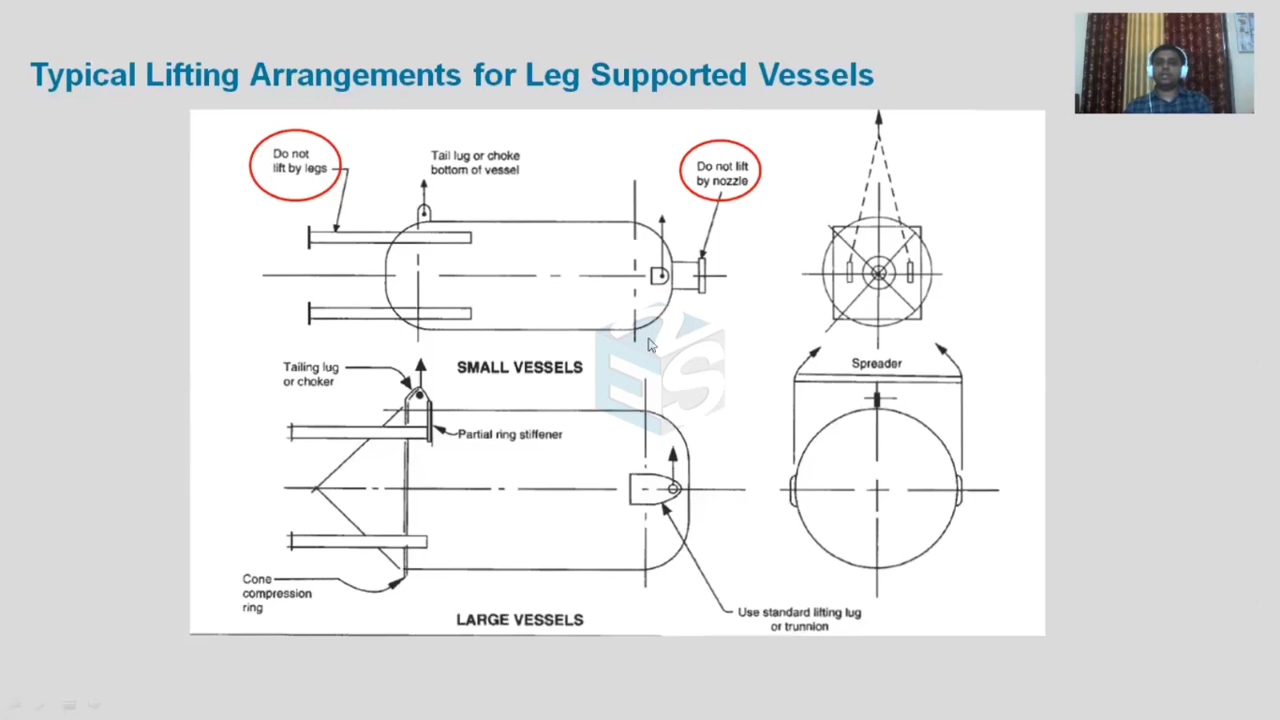 Typical Lifting Arrangements for Leg Supported Vessels
Do not
lift by legs
Tail lug or choke
bottom of vessel
Do not lift
by nozzle
SMALL VESSELS
Tailing lug
or choker
Partial ring stiffener
Spreader
Cone
compression
ring
LARGE VESSELS
Use standard lifting lug
or trunnion
E2S